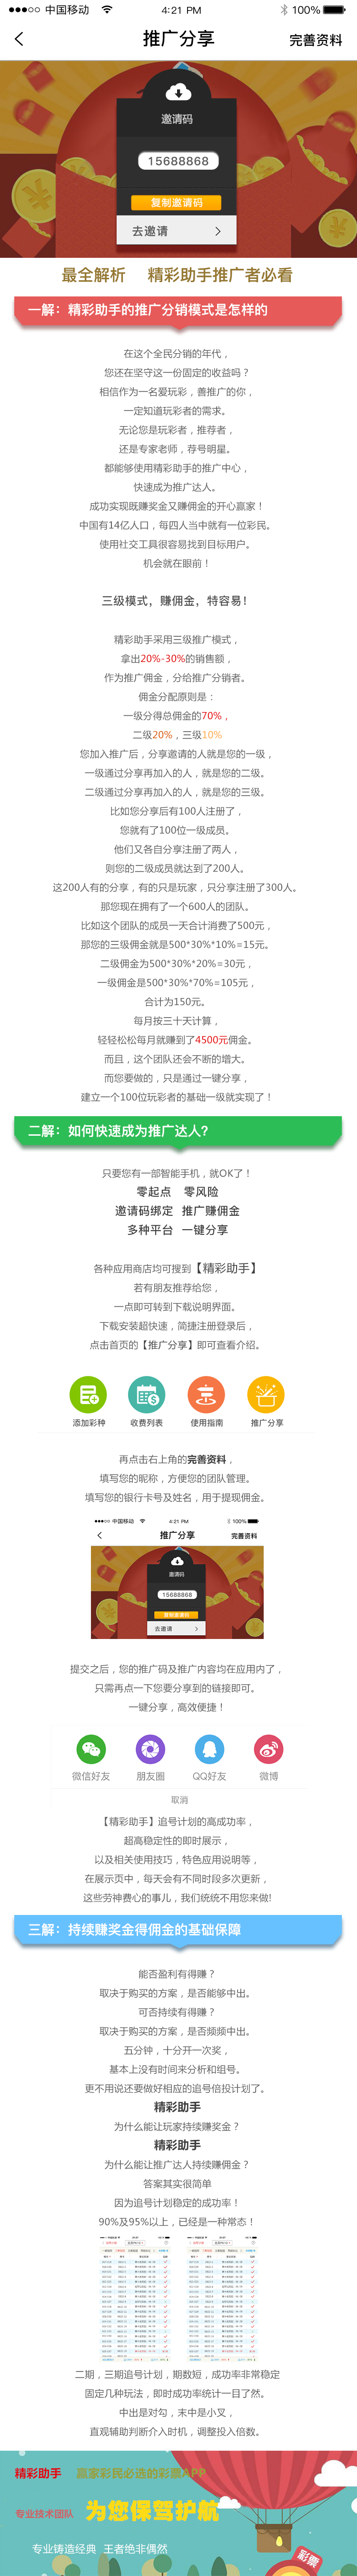 中国移动 4:21 PM 100%
推广分享 完善资料
邀请码
15688868
复制邀请码
去邀请
最全解析 精彩助手推广者必看
一解：精彩助手的推广分销模式是怎样的
在这个全民分销的年代，
您还在坚守这一份固定的收益吗？
相信作为一名爱玩彩，善推广的你，
一定知道玩彩者的需求。
无论您是玩彩者，推荐者，
还是专家老师，荐号明星。
都能够使用精彩助手的推广中心，
快速成为推广达人。
成功实现既赚奖金又赚佣金的开心赢家！
中国有14亿人口，每四人当中就有一位彩民。
使用社交工具很容易找到目标用户。
机会就在眼前！
三级模式，赚佣金，特容易！
精彩助手采用三级推广模式，
拿出20%-30%的销售额，
作为推广佣金，分给推广分销者。
佣金分配原则是：
一级分得总佣金的70%，
二级20%，三级10%
您加入推广后，分享邀请的人就是您的一级，
一级通过分享再加入的人，就是您的二级。
二级通过分享再加入的人，就是您的三级。
比如您分享后有100人注册了，
您就有了100位一级成员。
他们又各自分享注册了两人，
则您的二级成员就达到了200人。
这200人有的分享，有的只是玩家，只分享注册了300人。
那您现在拥有了一个600人的团队。
比如这个团队的成员一天合计消费了500元，
那您的三级佣金就是500*30%*10%=15元。
二级佣金为500*30%*20%=30元，
一级佣金是500*30%*70%=105元，
合计为150元。
每月按三十天计算，
轻轻松松每月就赚到了4500元佣金。
而且，这个团队还会不断的增大。
而您要做的，只是通过一键分享，
建立一个100位玩彩者的基础一级就实现了！
二解：如何快速成为推广达人？
只要您有一部智能手机，就OK了！
零起点 零风险
邀请码绑定 推广赚佣金
多种平台 一键分享
各种应用商店均可搜到【精彩助手】
若有朋友推荐给您，
一点即可转到下载说明界面。
下载安装超快速，简捷注册登录后，
点击首页的【推广分享】即可查看介绍。
添加彩种 收费列表 使用指南 推广分享
再点击右上角的完善资料，
填写您的昵称，方便您的团队管理。
填写您的银行卡号及姓名，用于提现佣金。
中国移动 4:21 PM 100%
推广分享 完善资料
邀请码
15688868
复制邀请码
去邀请
提交之后，您的推广码及推广内容均在应用内了，
只需再点一下您要分享到的链接即可。
一键分享，高效便捷！
微信好友 朋友圈 QQ好友 微博
取消
【精彩助手】追号计划的高成功率，
超高稳定性的即时展示，
以及相关使用技巧，特色应用说明等，
在展示页中，每天会有不同时段多次更新，
这些劳神费心的事儿，我们统统不用您来做!
三解：持续赚奖金得佣金的基础保障
能否盈利有得赚？
取决于购买的方案，是否能够中出。
可否持续有得赚？
取决于购买的方案，是否频频中出。
五分钟，十分开一次奖，
基本上没有时间来分析和组号。
更不用说还要做好相应的追号倍投计划了。
精彩助手
为什么能让玩家持续赚奖金？
精彩助手
为什么能让推广达人持续赚佣金？
答案其实很简单
因为追号计划稳定的成功率！
90%及95%以上，已经是一种常态！
二期，三期追号计划，期数短，成功率非常稳定
固定几种玩法，即时成功率统计一目了然。
中出是对勾，末中是小叉，
直观辅助判断介入时机，调整投入倍数。
精彩助手 赢家彩民必选的彩票APP
专业技术团队 为您保驾护航
专业铸造经典 王者绝非偶然
彩票